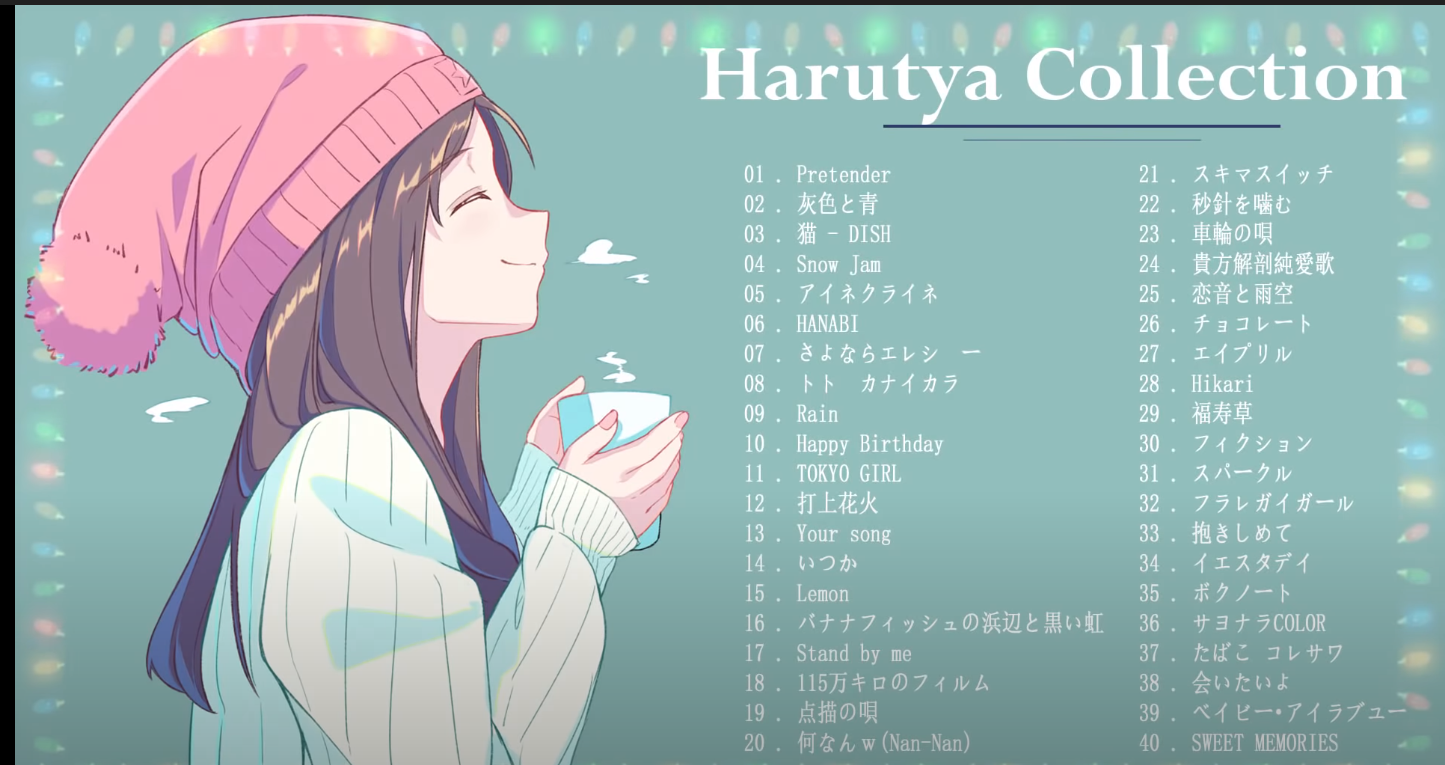 Harutya Collection
01 . Pretender
02 . 灰色と青
03 . 猫 - DISH
04 . Snow Jam
05 . アイネクライネ
06 . HANABI
07 . さよならエレジ ー
08 . トト カナイカラ
09 . Rain
10 . Happy Birthday
11 . TOKYO GIRL
12 . 打上花火
13 . Your song
14 . いつか
15 . Lemon
16 . バナナフィッシュの浜辺と黒い虹
17 . Stand by me
18 . 115万キロのフィルム
19 . 点描の唄
20 . 何なんｗ(Nan-Nan)
21 . スキマスイッチ
22 . 秒針を噛む
23 . 車輪の唄
24 . 貴方解剖純愛歌
25 . 恋音と雨空
26 . チョコレート
27 . エイプリル
28 . Hikari
29 . 福寿草
30 . フィクション
31 . スパークル
32 . フラレガイガール
33 . 抱きしめて
34 . イエスタデイ
35 . ボクノート
36 . サヨナラCOLOR
37 . たばこ コレサワ
38 . 会いたいよ
39 . ベイビー・アイラブユー
40 . SWEET MEMORIES